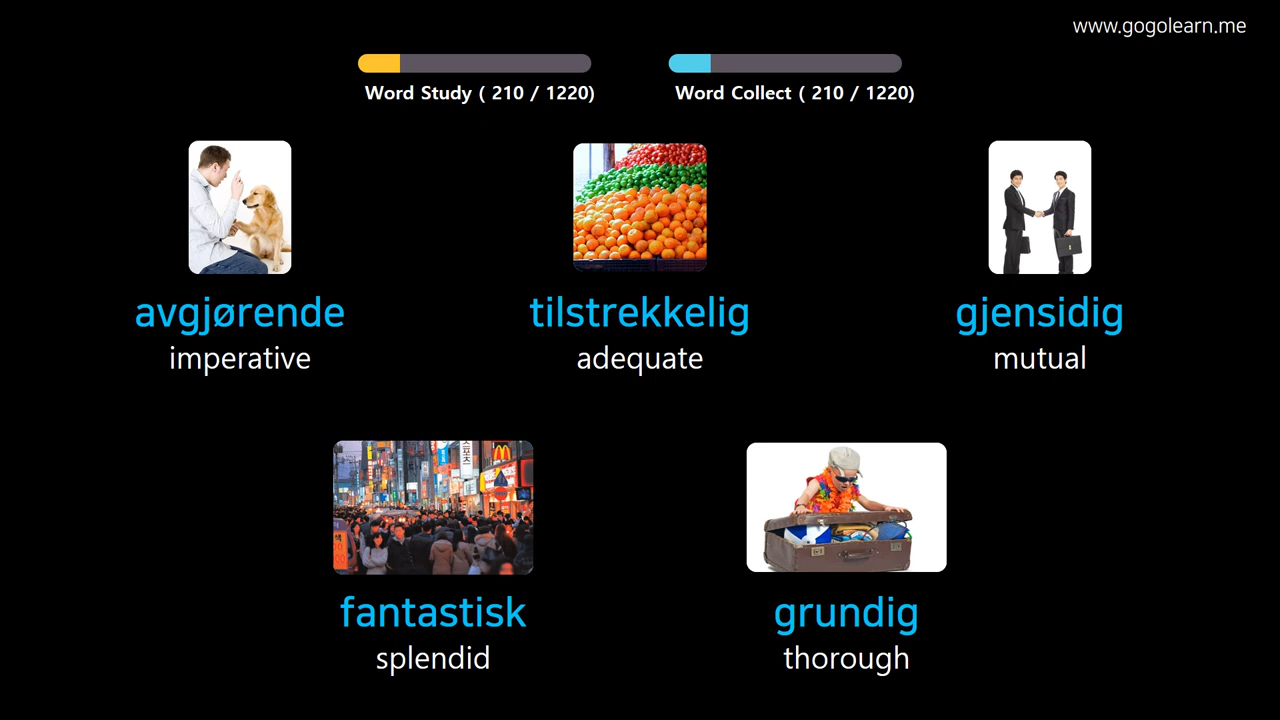 www.gogolearn.me
Word Study ( 210 / 1220)
Word Collect ( 210 / 1220)
avgjørende
imperative
tilstrekkelig
adequate
gjensidig
mutual
fantastisk
splendid
grundig
thorough